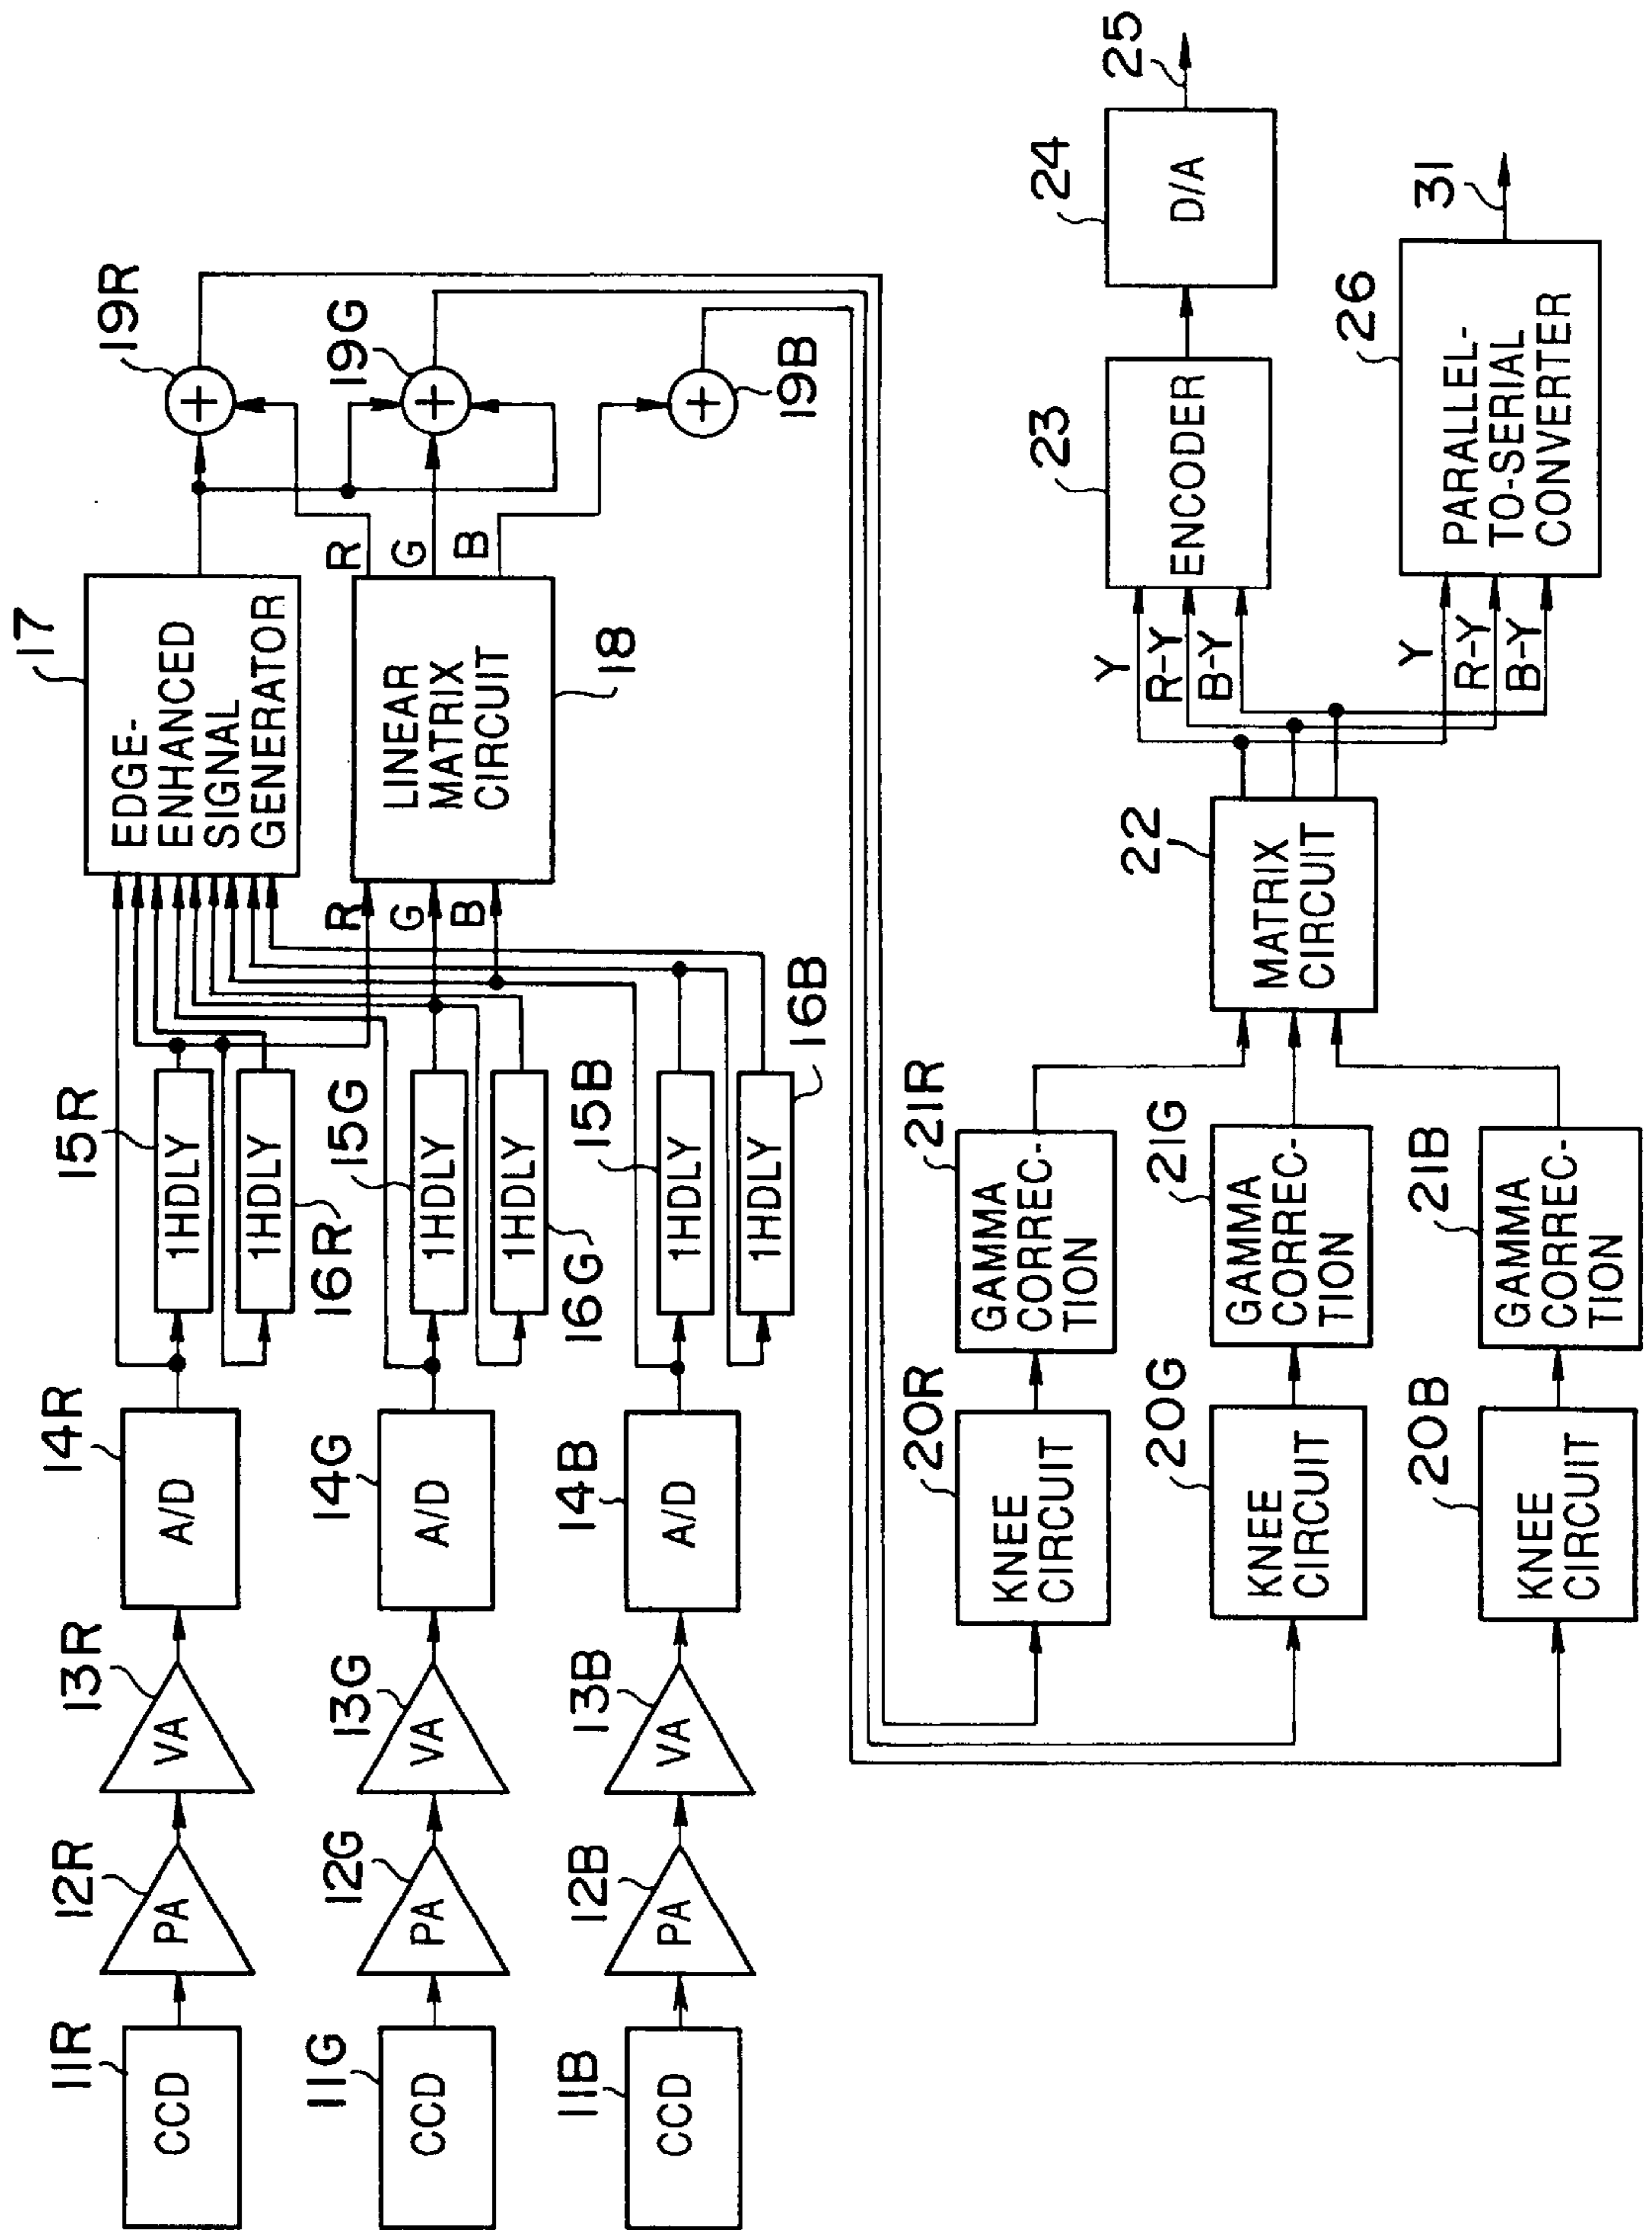 11R
CCD
12R
PA
13R
VA
14R
A/D
15R
1HDLY
1HDLY
16R
17
EDGE-
ENHANCED
SIGNAL
GENERATOR
19R
+
11G
CCD
12G
PA
13G
VA
14G
A/D
15G
1HDLY
1HDLY
16G
R
G
B
LINEAR
MATRIX
CIRCUIT
18
R
G
B
19G
+
11B
CCD
12B
PA
13B
VA
14B
A/D
15B
1HDLY
1HDLY
16B
+
19B
20R
KNEE
CIRCUIT
21R
GAMMA
CORREC-
TION
20G
KNEE
CIRCUIT
21G
GAMMA
CORREC-
TION
20B
KNEE
CIRCUIT
21B
GAMMA
CORREC-
TION
22
MATRIX
CIRCUIT
Y
R-Y
B-Y
23
ENCODER
24
D/A
25
Y
R-Y
B-Y
26
PARALLEL-
TO-SERIAL
CONVERTER
31